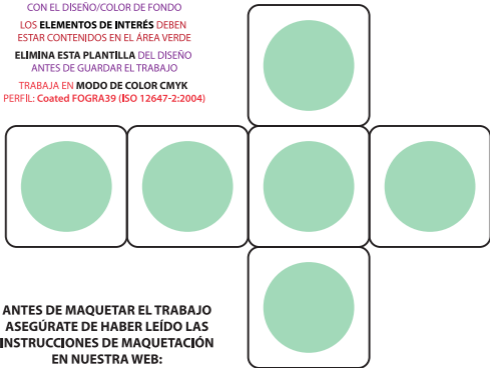 CON EL DISEÑO/COLOR DE FONDO
LOS ELEMENTOS DE INTERÉS DEBEN
ESTAR CONTENIDOS EN EL ÁREA VERDE
ELIMINA ESTA PLANTILLA DEL DISEÑO
ANTES DE GUARDAR EL TRABAJO
TRABAJA EN MODO DE COLOR CMYK
PERFIL: Coated FOGRA39 (ISO 12647-2:2004)
ANTES DE MAQUETAR EL TRABAJO
ASEGÚRATE DE HABER LEÍDO LAS
INSTRUCCIONES DE MAQUETACIÓN
EN NUESTRA WEB: